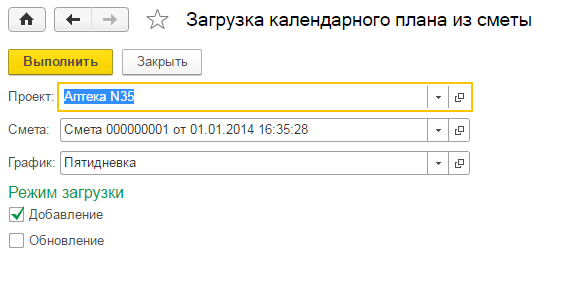 Загрузка календарного плана из сметы
Выполнить Закрыть
Проект: Аптека N35
Смета: Смета 000000001 от 01.01.2014 16:35:28
График: Пятидневка
Режим загрузки
Добавление
Обновление